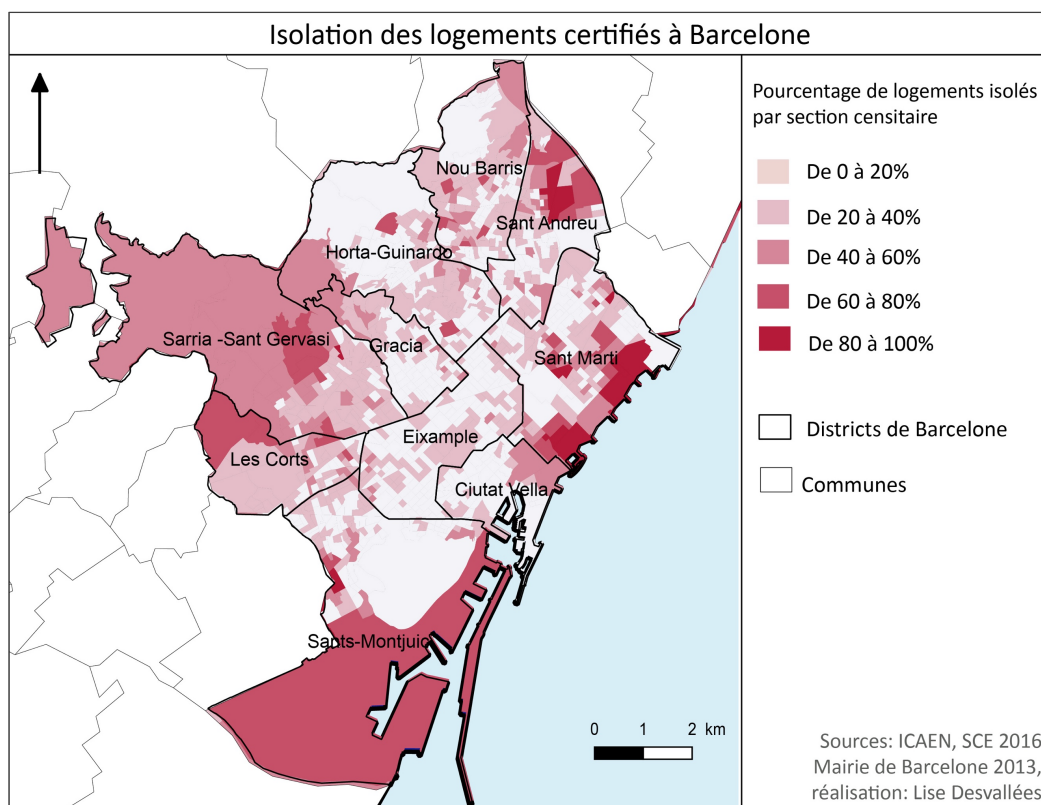 Isolation des logements certifiés à Barcelone
Pourcentage de logements isolés
par section censitaire
De 0 à 20%
De 20 à 40%
De 40 à 60%
De 60 à 80%
De 80 à 100%
Districts de Barcelone
Communes
Nou Barris
Sant Andreu
Horta-Guinardo
Sarria -Sant Gervasi
Gracia
Sant Marti
Eixample
Les Corts
Ciutat Vella
Sants-Montjuic
0 1 2 km
Sources: ICAEN, SCE 2016
Mairie de Barcelone 2013,
réalisation: Lise Desvallées